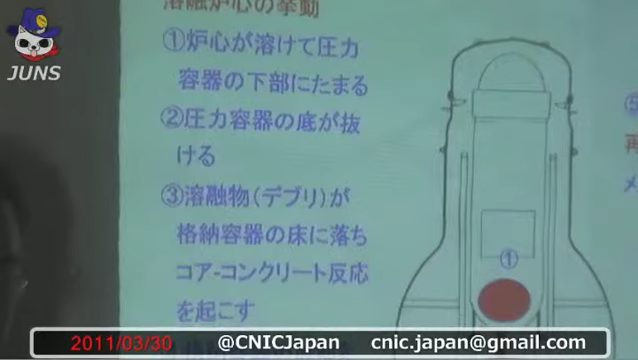 JUNS
溶融炉心の挙動
①炉心が溶けて圧力
容器の下部にたまる
②圧力容器の底が抜
ける
③溶融物(デブリ)が
格納容器の床に落ち
コア-コンクリート反応
を起こす
①
⑤
再
メ
2011/03/30 @CNICJapan cnic.japan@gmail.com